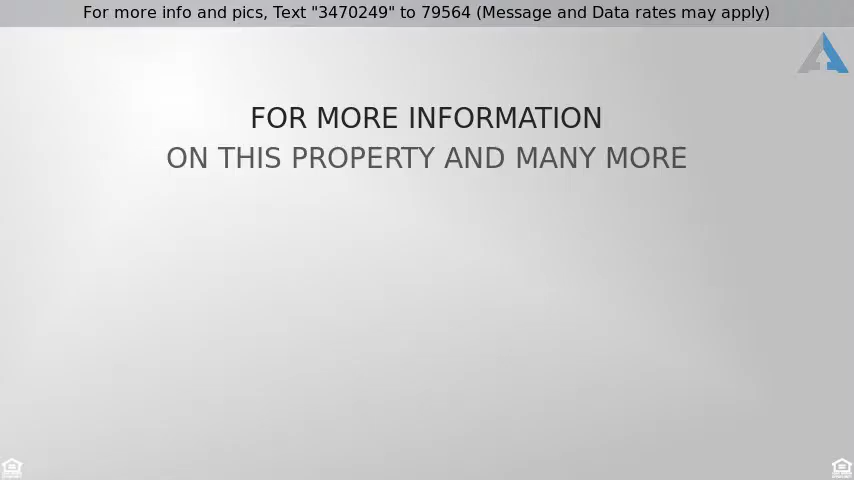 For more info and pics, Text "3470249" to 79564 (Message and Data rates may apply)
FOR MORE INFORMATION
ON THIS PROPERTY AND MANY MORE